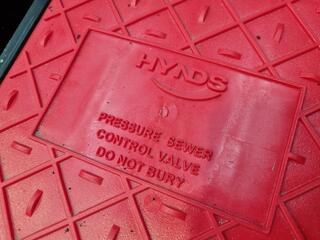 HYNDS
PRESSURE SEWER
CONTROL VALVE
DO NOT BURY